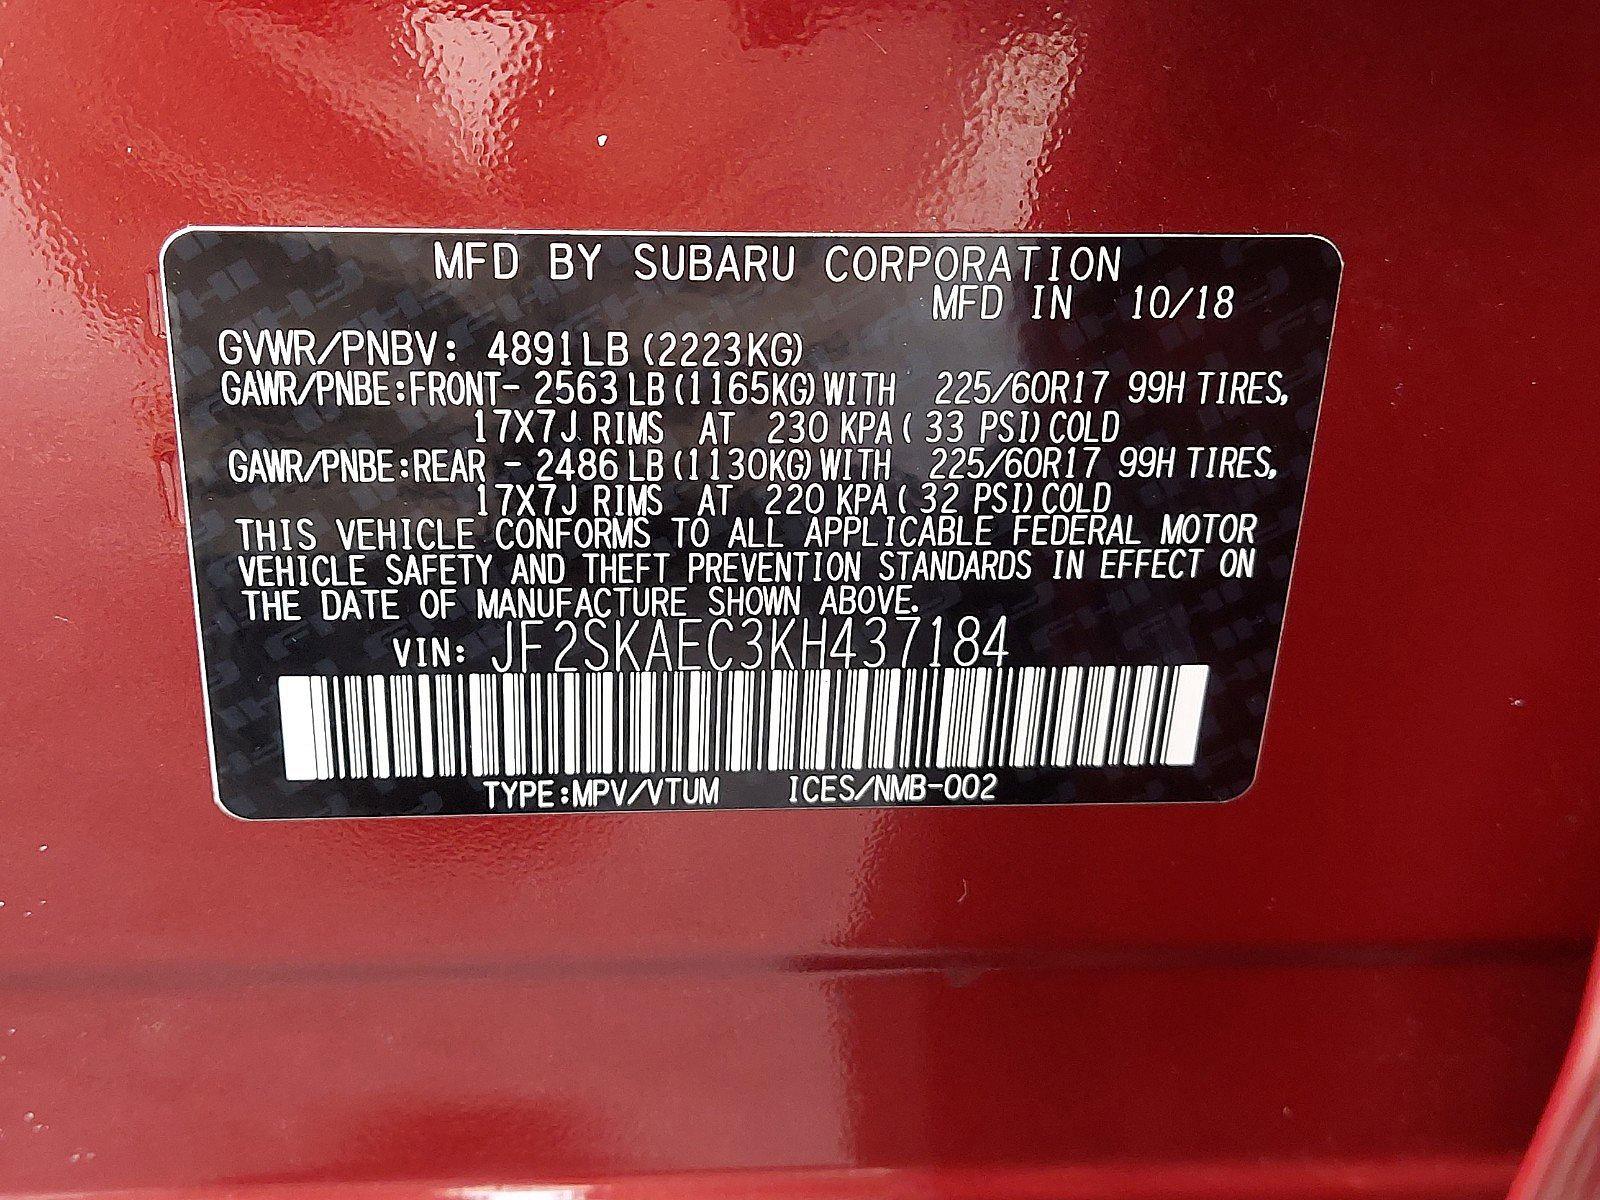 MFD BY SUBARU CORPORATION
MFD IN 10/18
GVWR/PNBV: 4891LB (2223KG)
GAWR/PNBE:FRONT- 2563 LB (1165KG) WITH 225/60R17 99H TIRES,
17X7J RIMS AT 230 KPA ( 33 PSI) COLD
GAWR/PNBE:REAR - 2486 LB (1130KG) WITH 225/60R17 99H TIRES,
17X7J RIMS AT 220 KPA ( 32 PSI) COLD
THIS VEHICLE CONFORMS TO ALL APPLICABLE FEDERAL MOTOR
VEHICLE SAFETY AND THEFT PREVENTION STANDARDS IN EFFECT ON
THE DATE OF MANUFACTURE SHOWN ABOVE.
VIN: JF2SKAEC3KH437184
TYPE:MPV/VTUM ICES/NMB-002